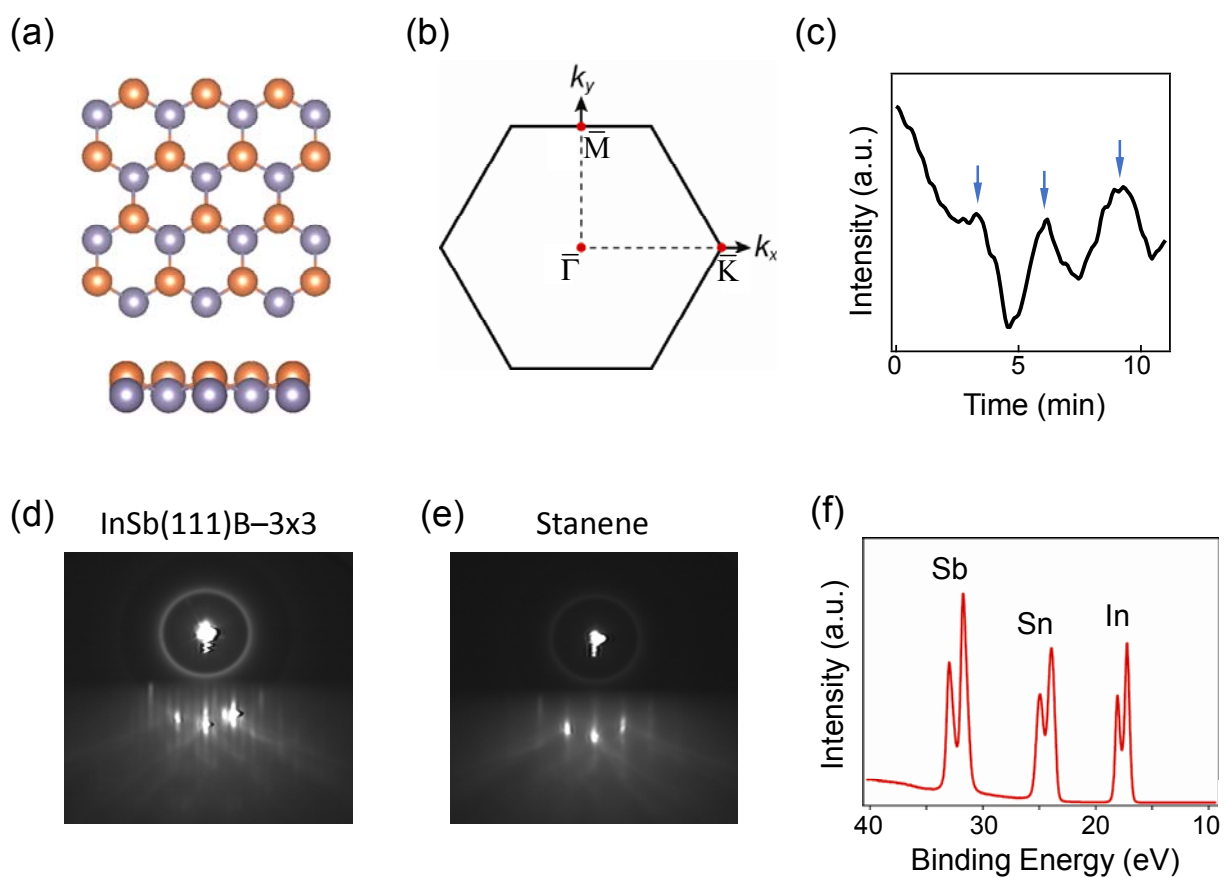 (a)
(b)
(c)
k_y
M̅
Γ̅
K̅
k_x
Intensity (a.u.)
0
5
10
Time (min)
(d)
InSb(111)B–3x3
(e)
Stanene
(f)
Sb
Sn
In
Intensity (a.u.)
40
30
20
10
Binding Energy (eV)